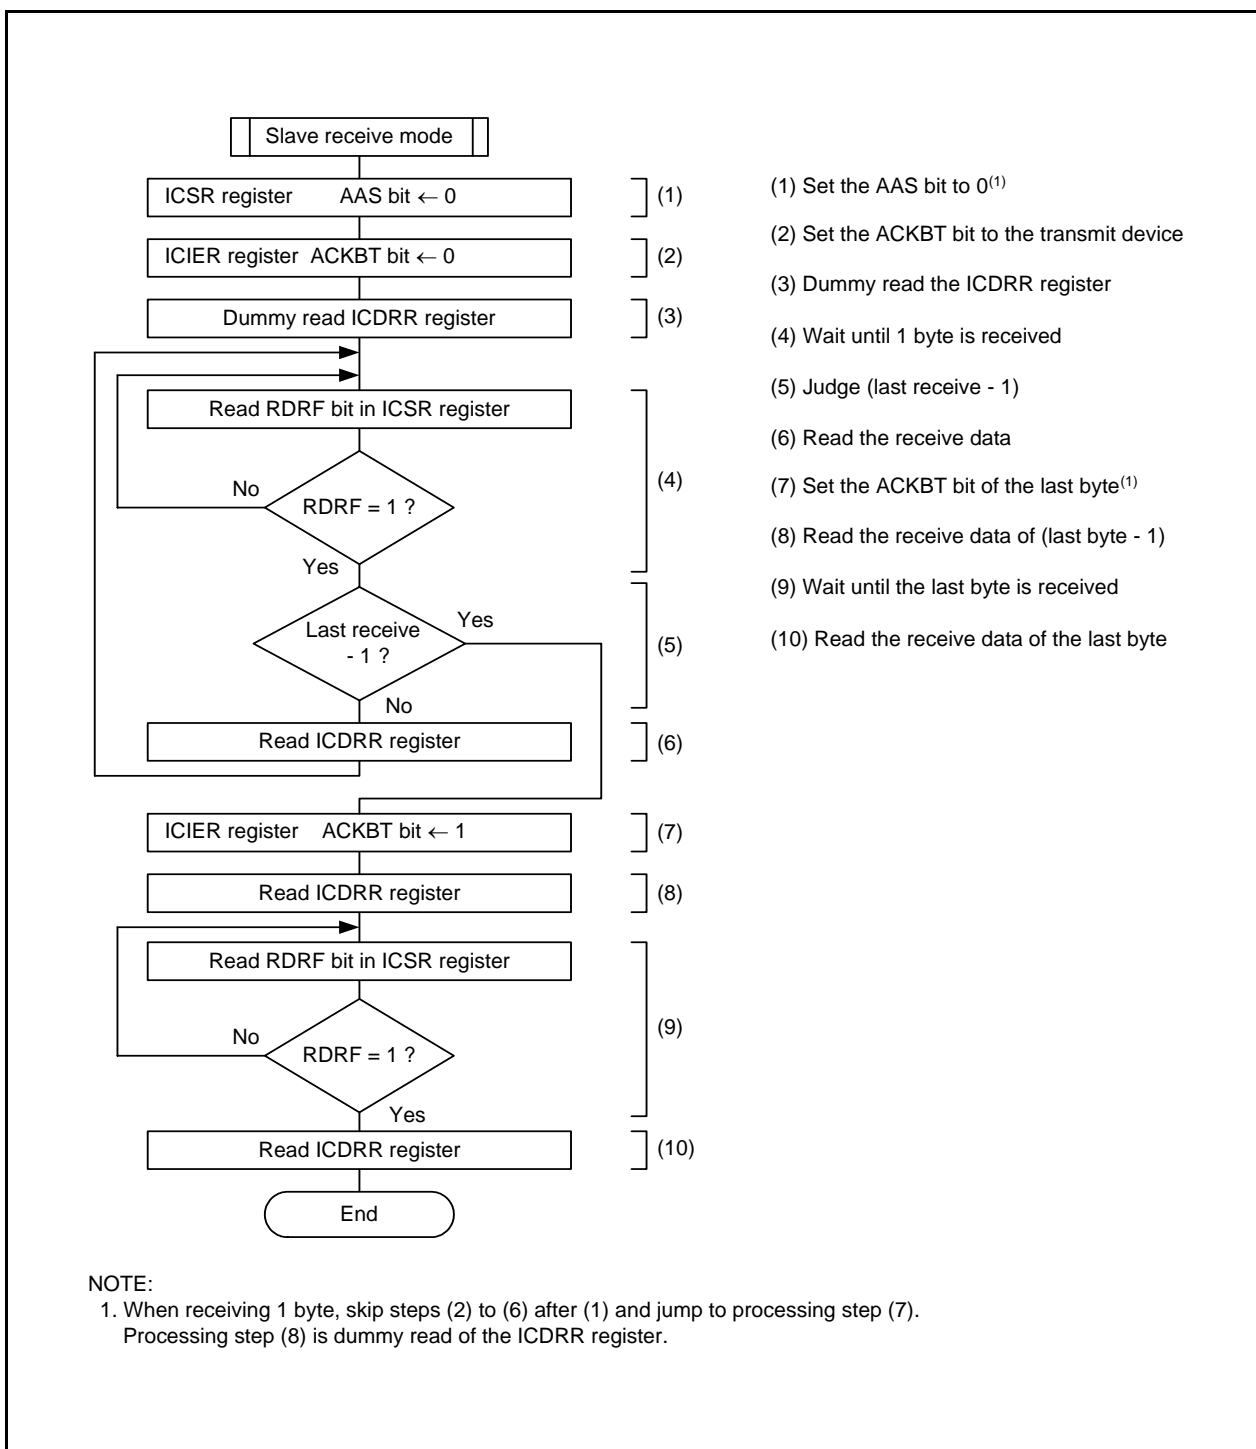 Slave receive mode
ICSR register AAS bit ← 0 (1)
ICIER register ACKBT bit ← 0 (2)
Dummy read ICDRR register (3)
Read RDRF bit in ICSR register
No
RDRF = 1 ?
(4)
Yes
Last receive
- 1 ?
Yes
(5)
No
Read ICDRR register (6)
ICIER register ACKBT bit ← 1 (7)
Read ICDRR register (8)
Read RDRF bit in ICSR register
No
RDRF = 1 ?
(9)
Yes
Read ICDRR register (10)
End
(1) Set the AAS bit to 0(1)
(2) Set the ACKBT bit to the transmit device
(3) Dummy read the ICDRR register
(4) Wait until 1 byte is received
(5) Judge (last receive - 1)
(6) Read the receive data
(7) Set the ACKBT bit of the last byte(1)
(8) Read the receive data of (last byte - 1)
(9) Wait until the last byte is received
(10) Read the receive data of the last byte
NOTE:
1. When receiving 1 byte, skip steps (2) to (6) after (1) and jump to processing step (7).
Processing step (8) is dummy read of the ICDRR register.